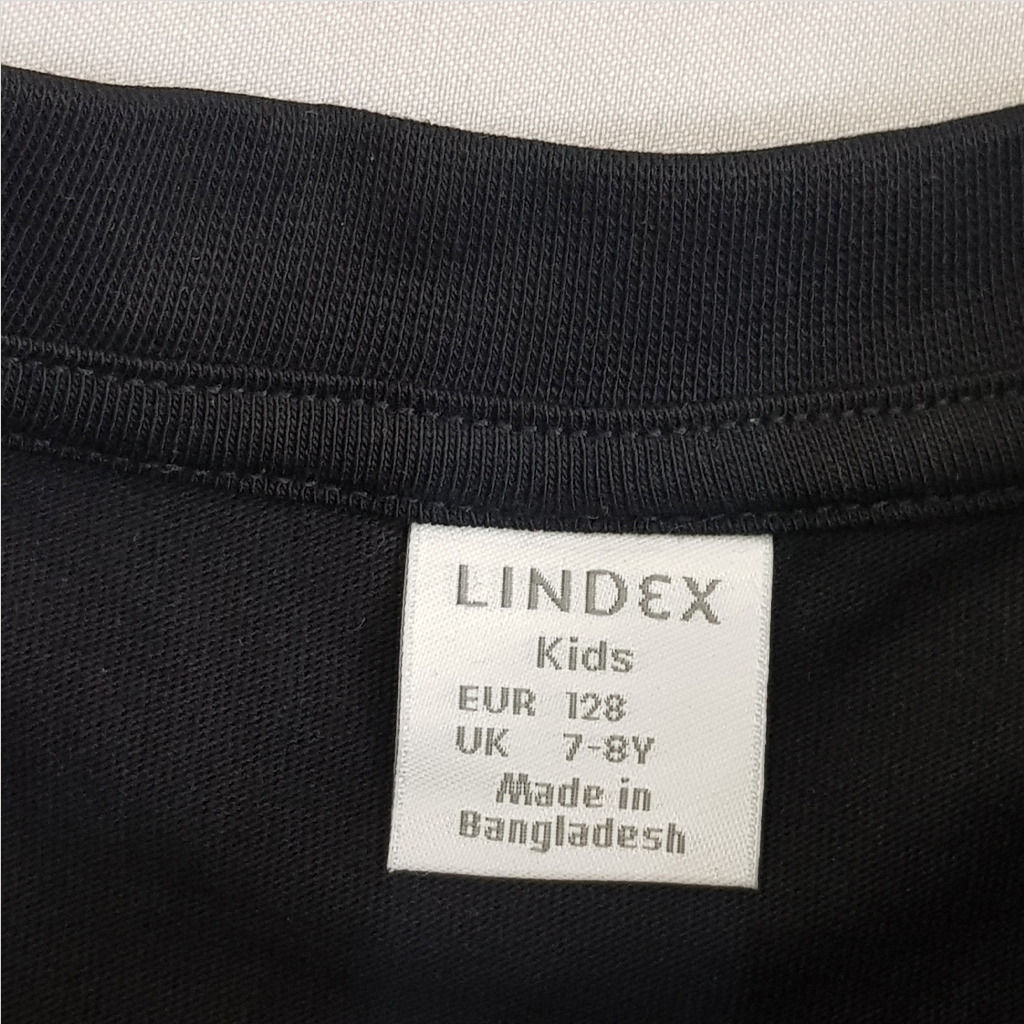 LINDEX
Kids
EUR 128
UK 7-8Y
Made in
Bangladesh